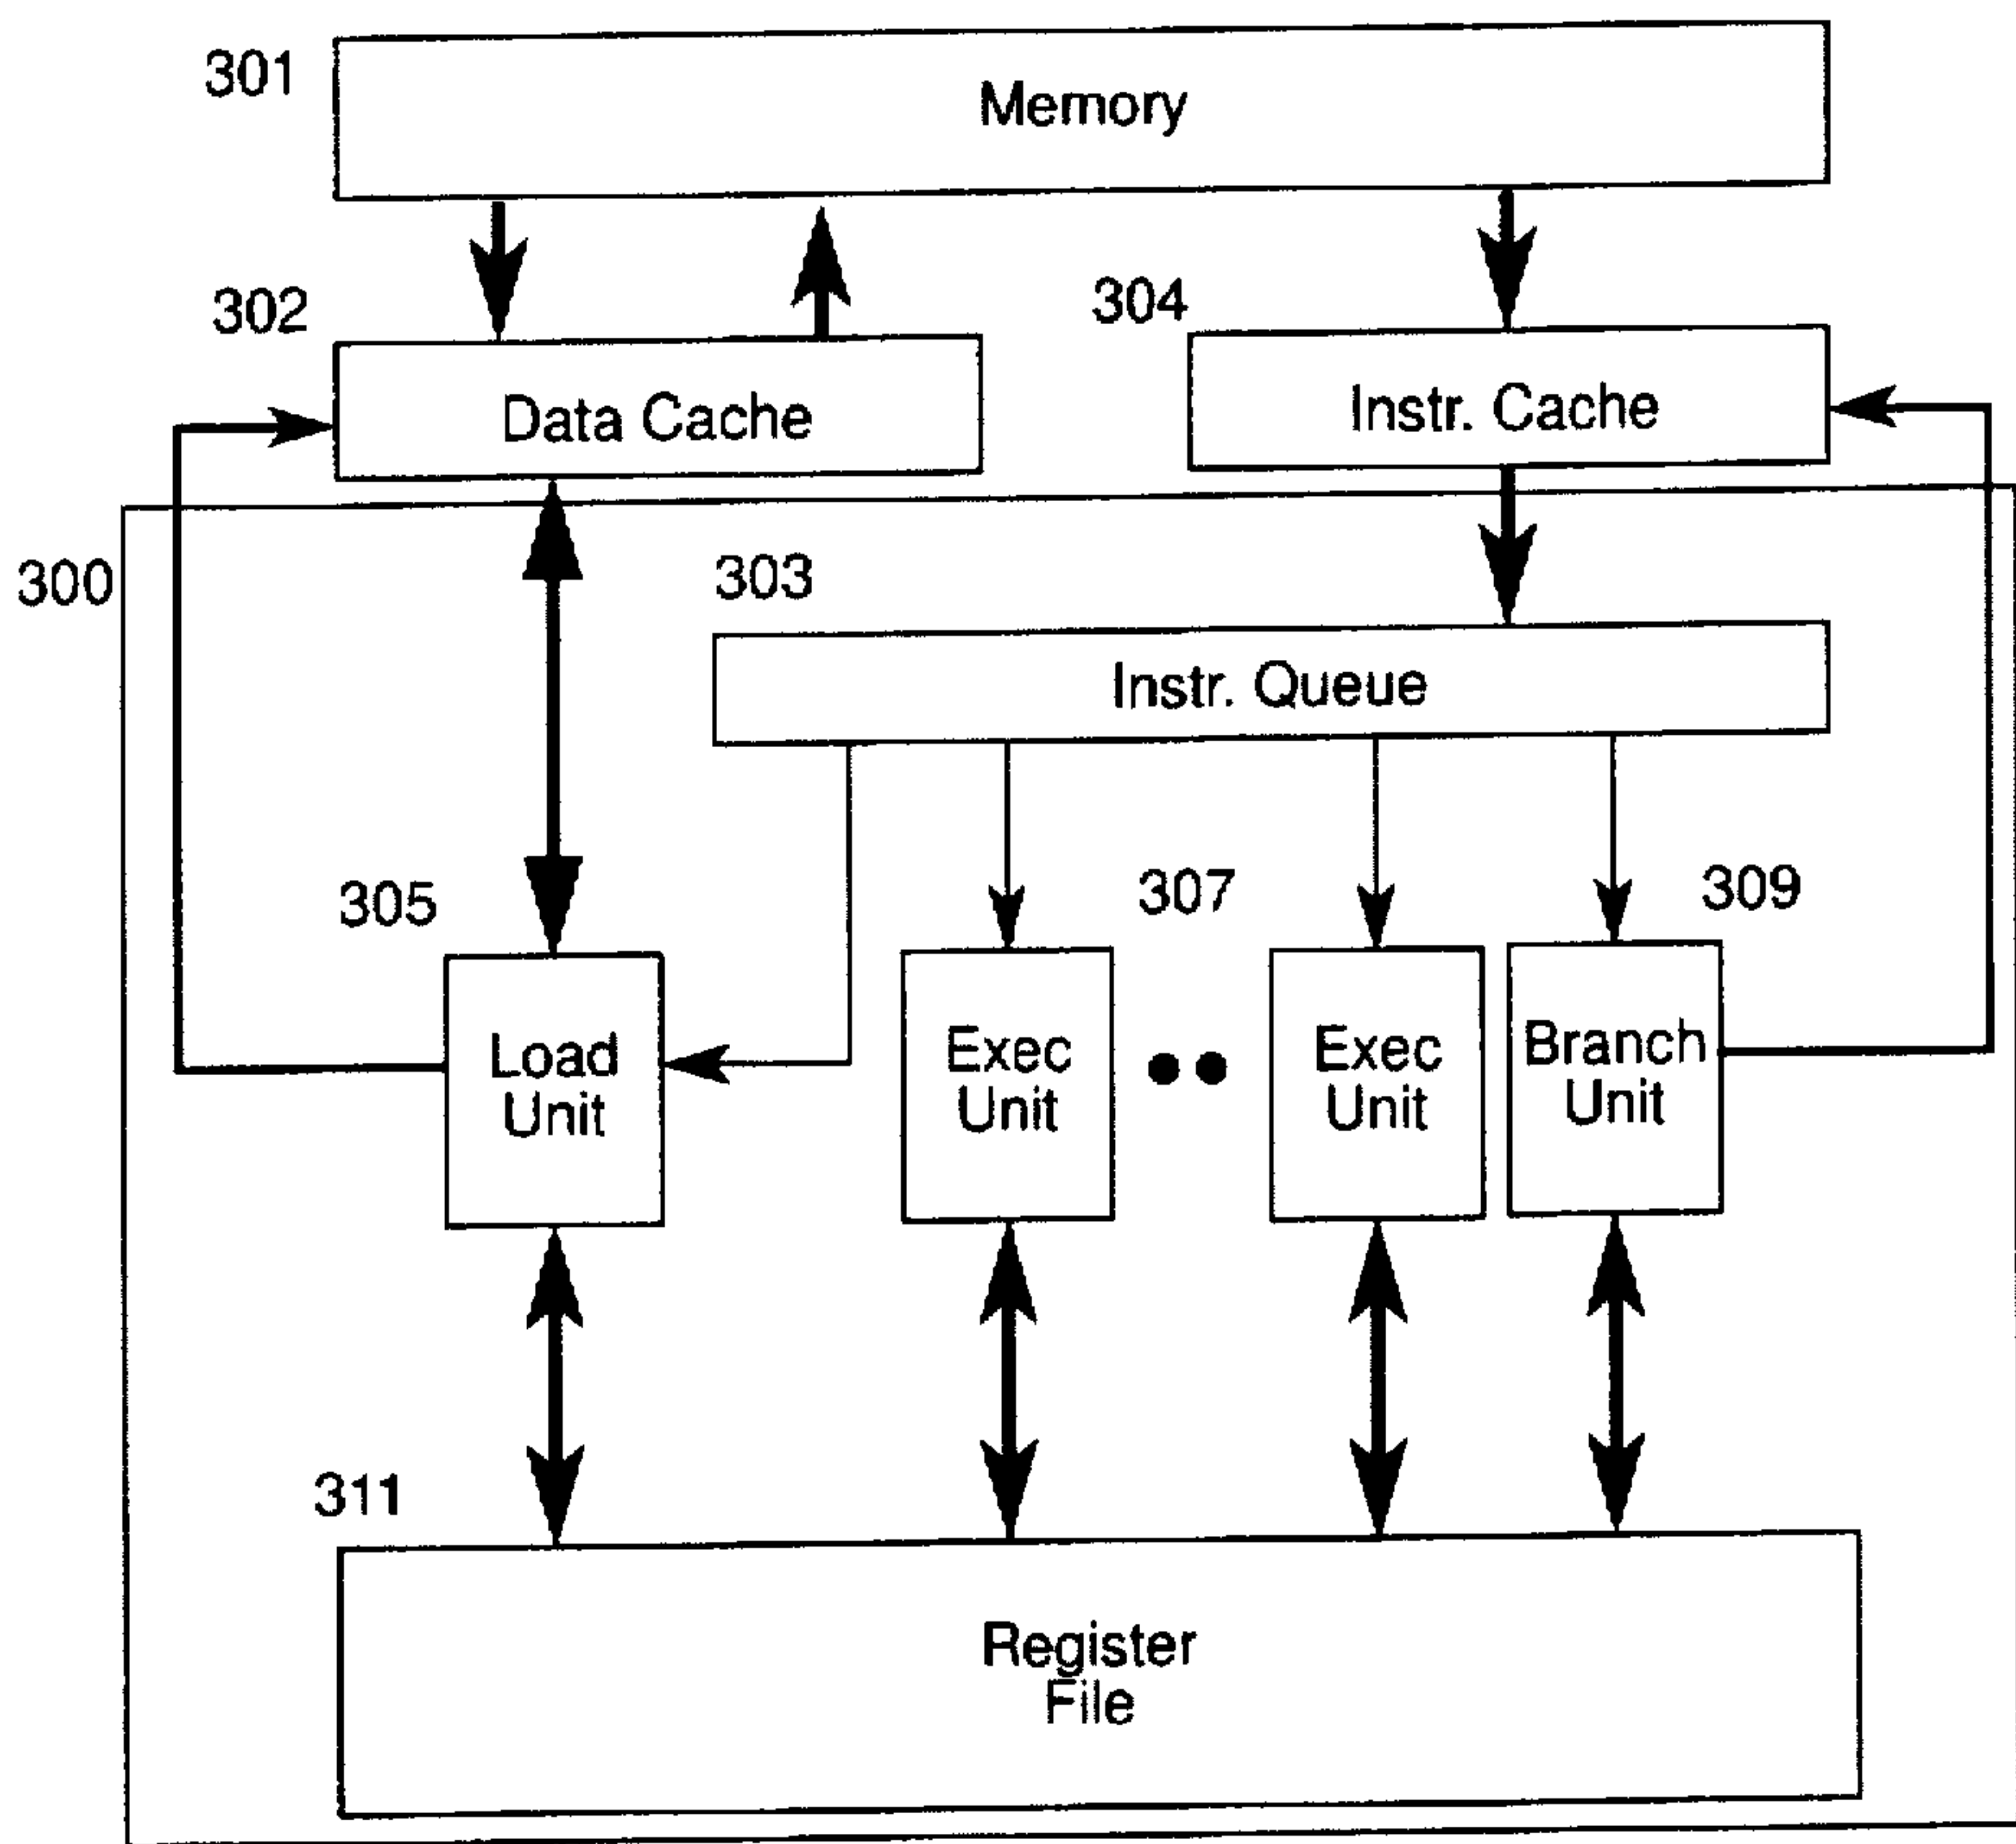 301
Memory
302
304
Data Cache
Instr. Cache
300
303
Instr. Queue
305
307
309
Load
Unit
Exec
Unit
Exec
Unit
Branch
Unit
311
Register
File